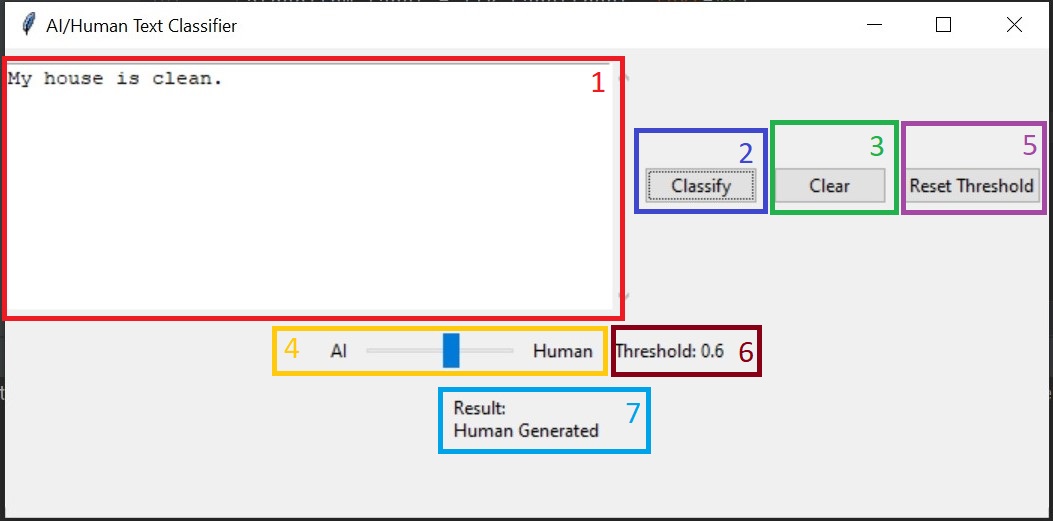 AI/Human Text Classifier
My house is clean.
1
2
3
5
Classify
Clear
Reset Threshold
4
AI
Human
Threshold: 0.6
6
Result:
7
Human Generated